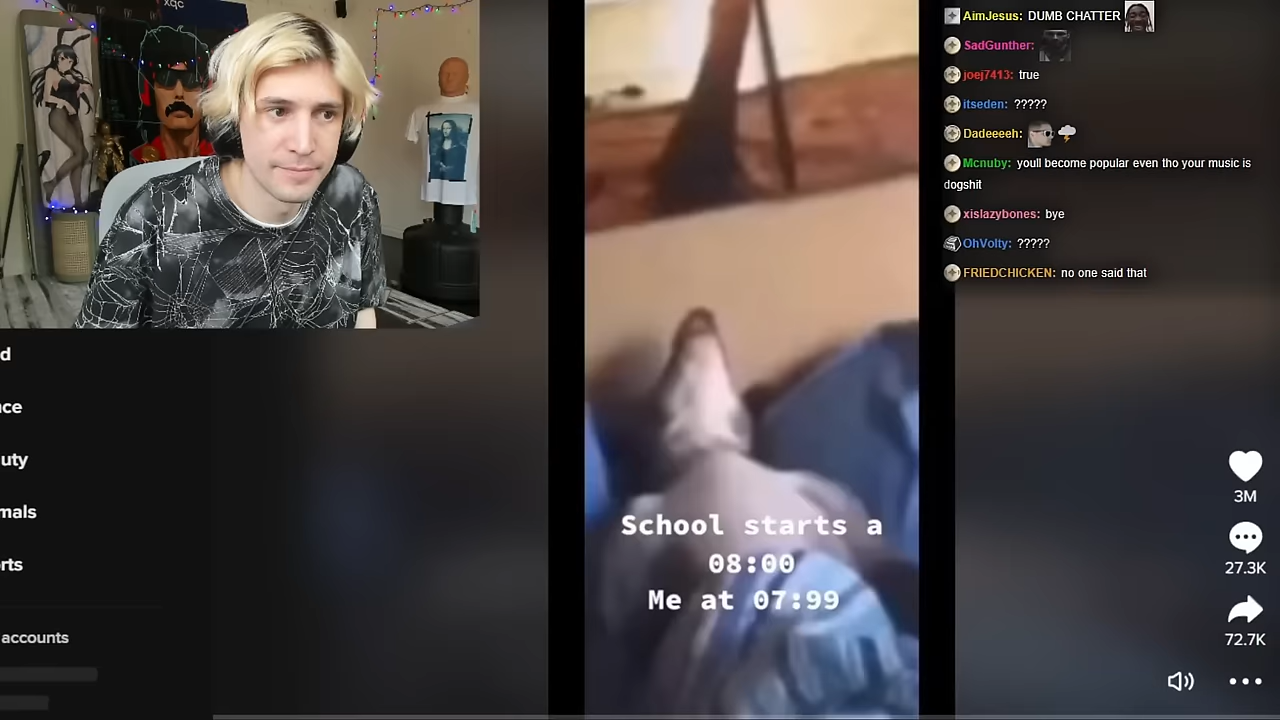 xqc
AimJesus: DUMB CHATTER
SadGunther:
joej7413: true
itseden: ?????
Dadeeeeh:
Mcnuby: youll become popular even tho your music is
dogshit
xislazybones: bye
OhVolty: ?????
FRIEDCHICKEN: no one said that
d
nce
uty
mals
rts
accounts
School starts a
08:00
Me at 07:99
3M
27.3K
72.7K